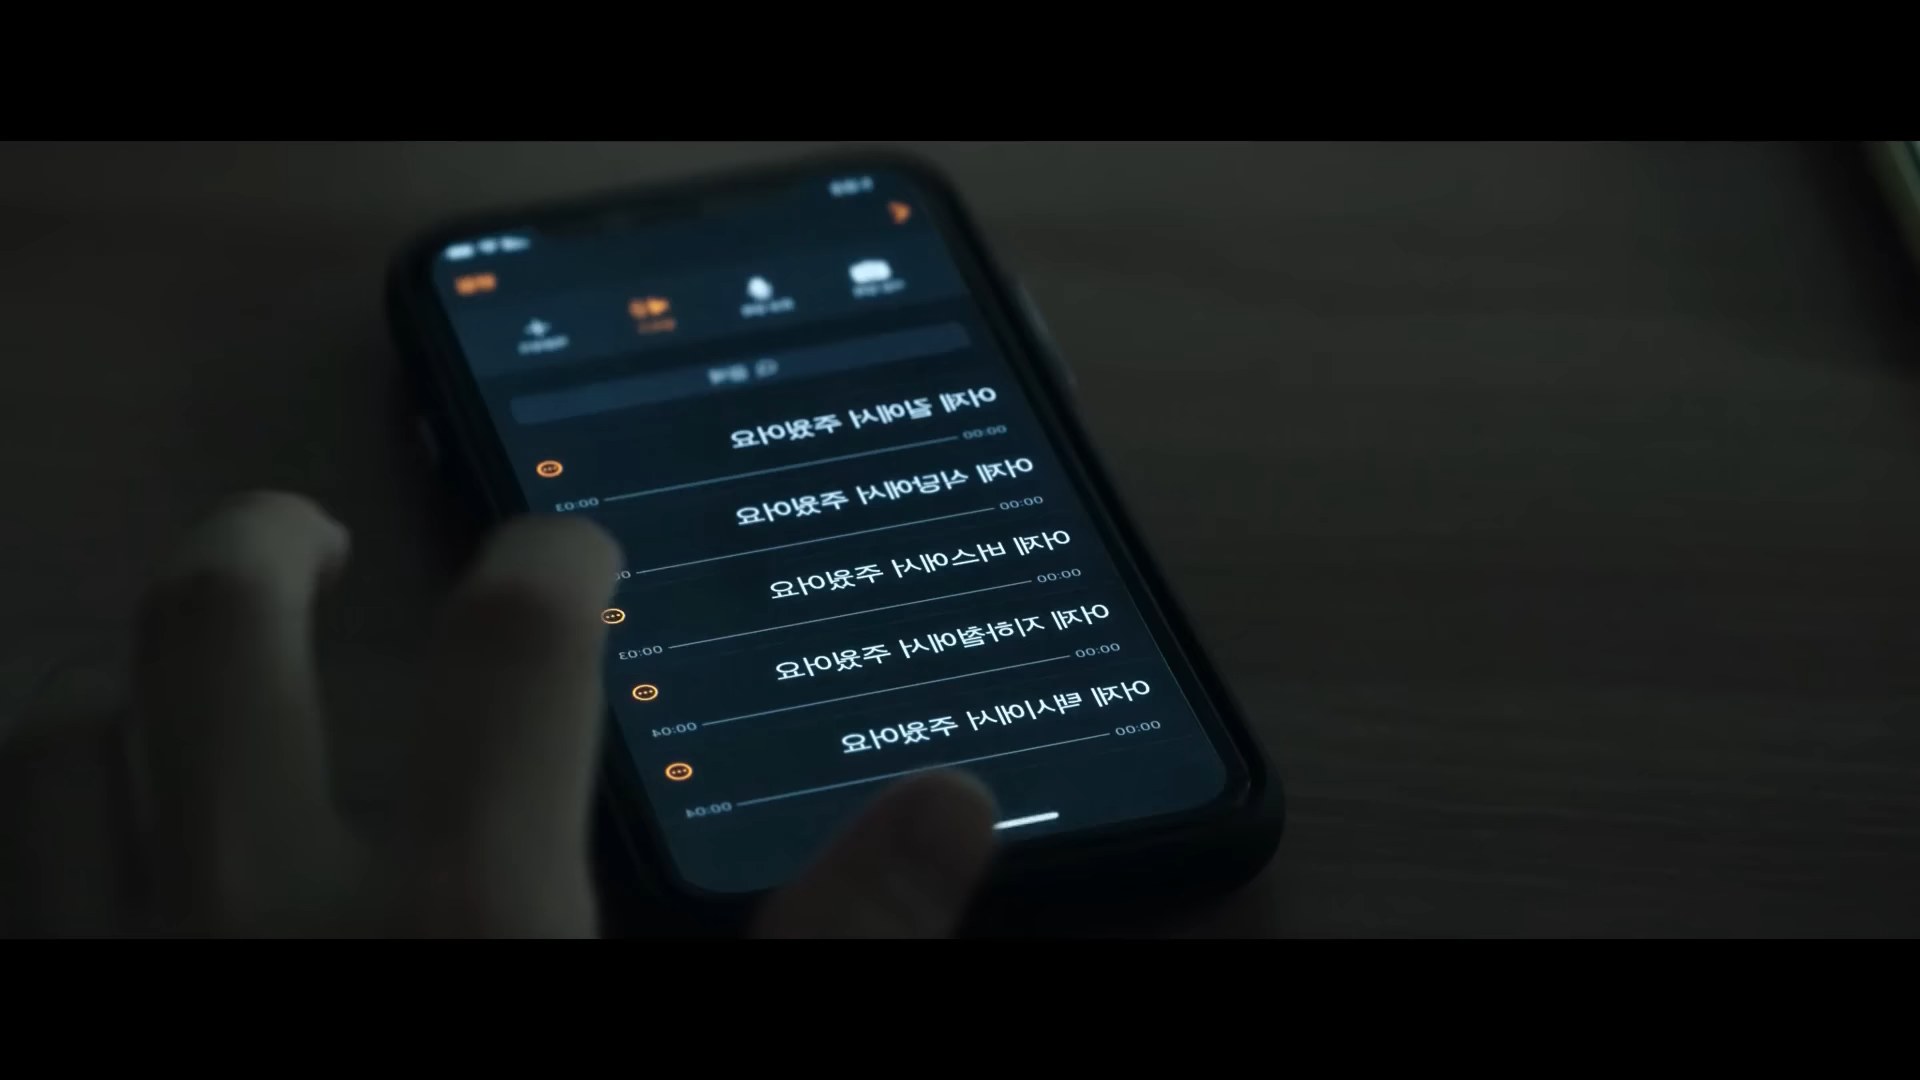 어제 길에서 주웠어요
00:00 00:03
어제 식당에서 주웠어요
00:00
어제 버스에서 주웠어요
00:00 00:03
어제 지하철에서 주웠어요
00:00 00:04
어제 택시에서 주웠어요
00:00 00:04